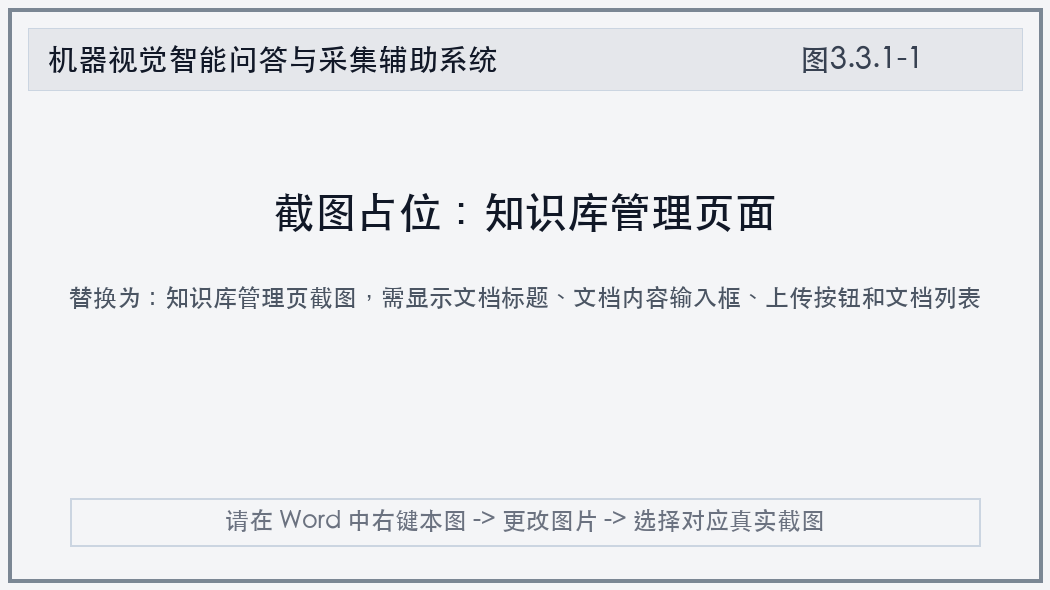 机器视觉智能问答与采集辅助系统 图3.3.1-1
截图占位：知识库管理页面
替换为：知识库管理页截图，需显示文档标题、文档内容输入框、上传按钮和文档列表
请在 Word 中右键本图 -> 更改图片 -> 选择对应真实截图